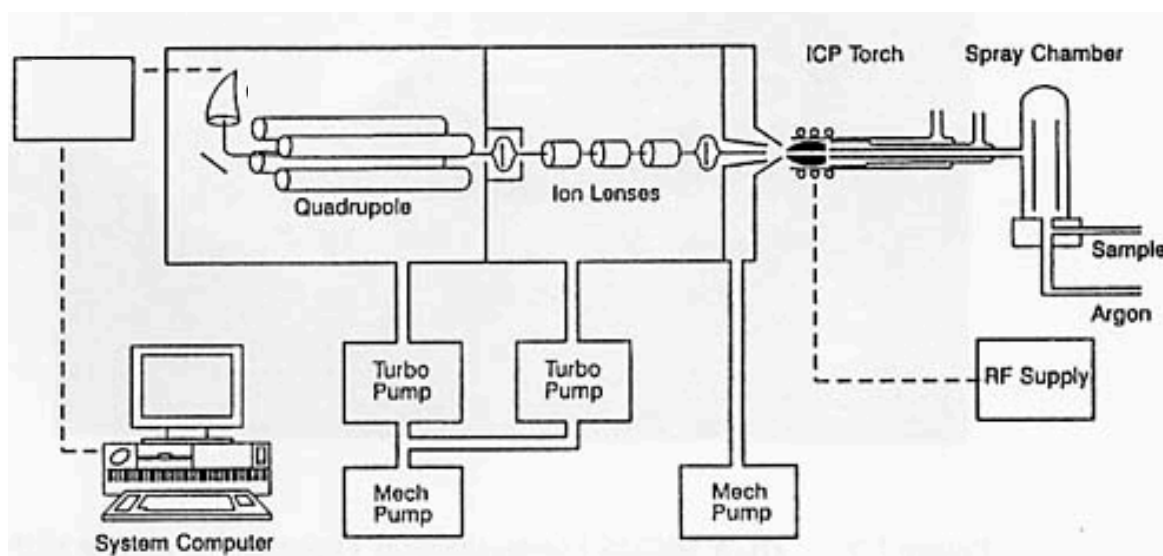 ICP Torch
Spray Chamber
Quadrupole
Ion Lenses
Sample
Argon
Turbo
Pump
Turbo
Pump
RF Supply
Mech
Pump
Mech
Pump
System Computer